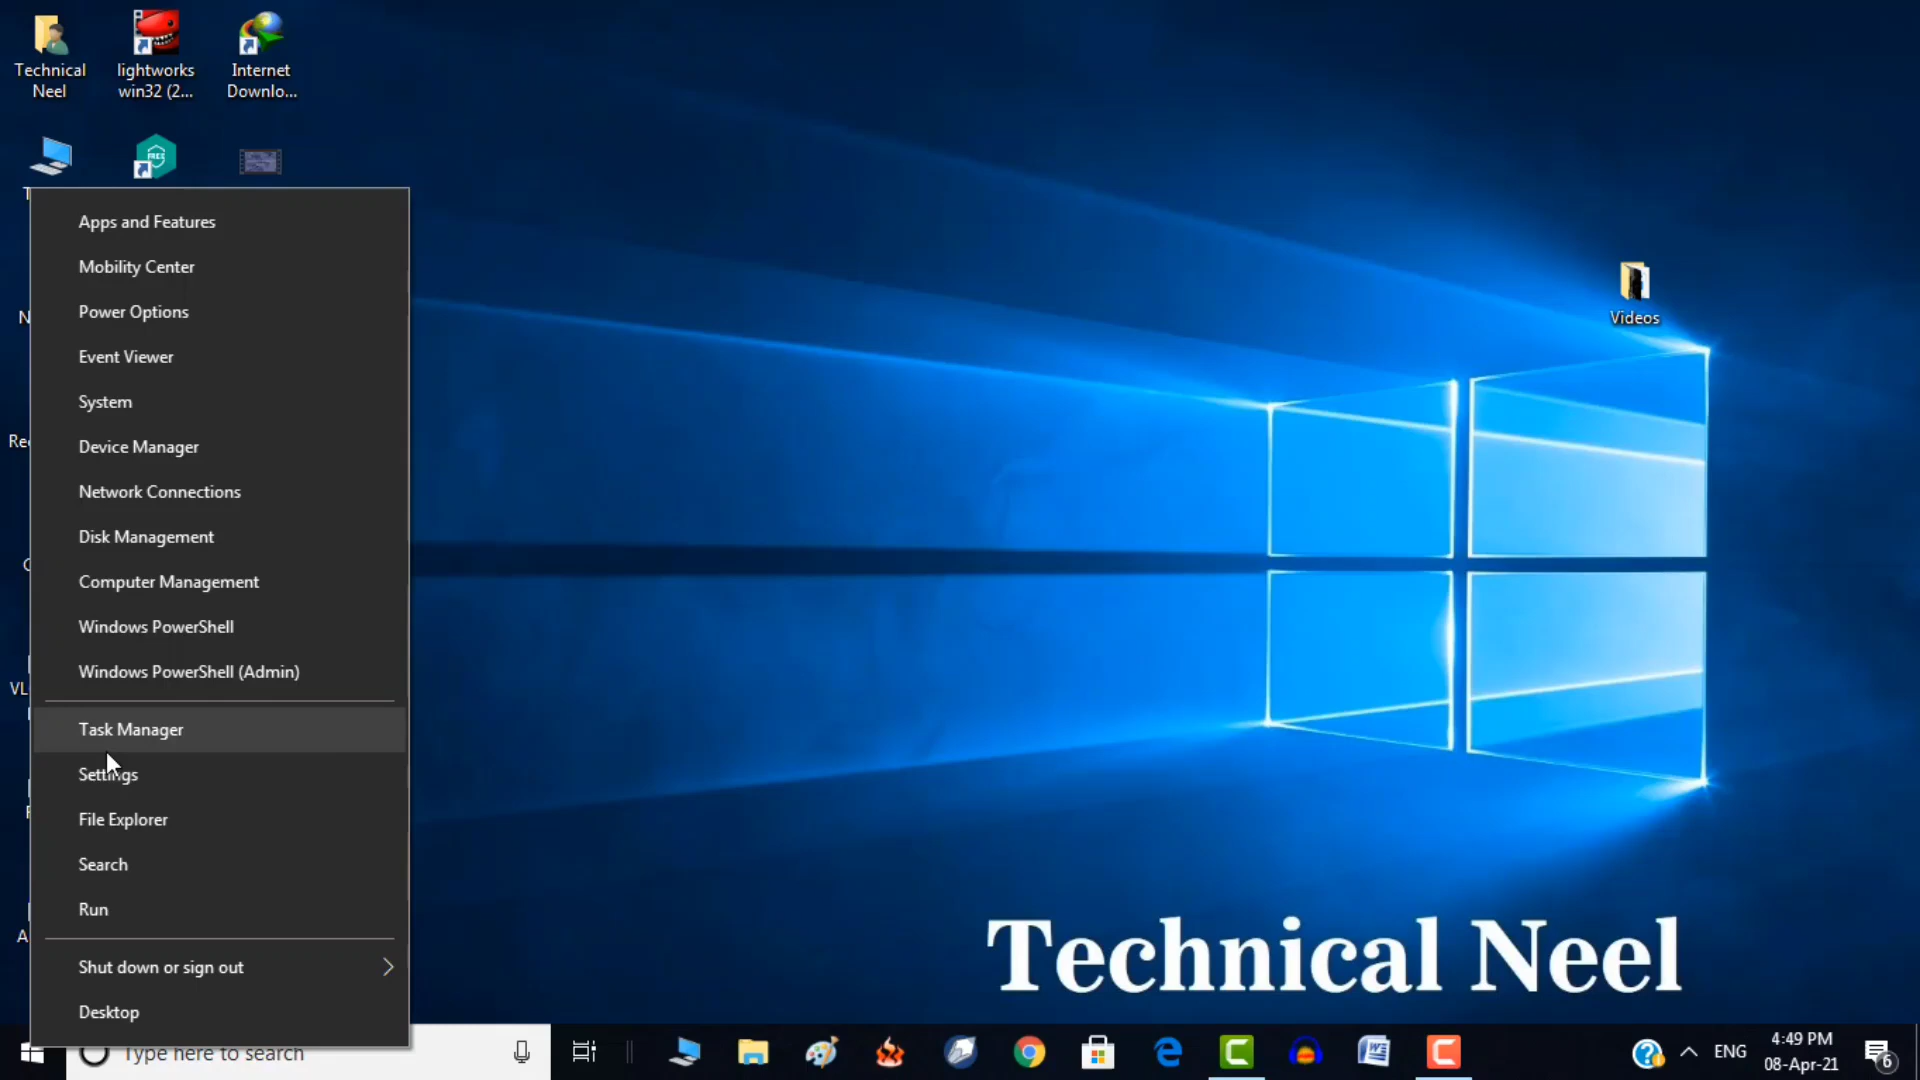 Technical
Neel
lightworks
win32 (2...
Internet
Downlo...
FREE
Apps and Features
Mobility Center
Power Options
Event Viewer
System
Device Manager
Network Connections
Disk Management
Computer Management
Windows PowerShell
Windows PowerShell (Admin)
Task Manager
Settings
File Explorer
Search
Run
Shut down or sign out
Desktop
Videos
Technical Neel
Type here to search
ENG
4:49 PM
08-Apr-21
6